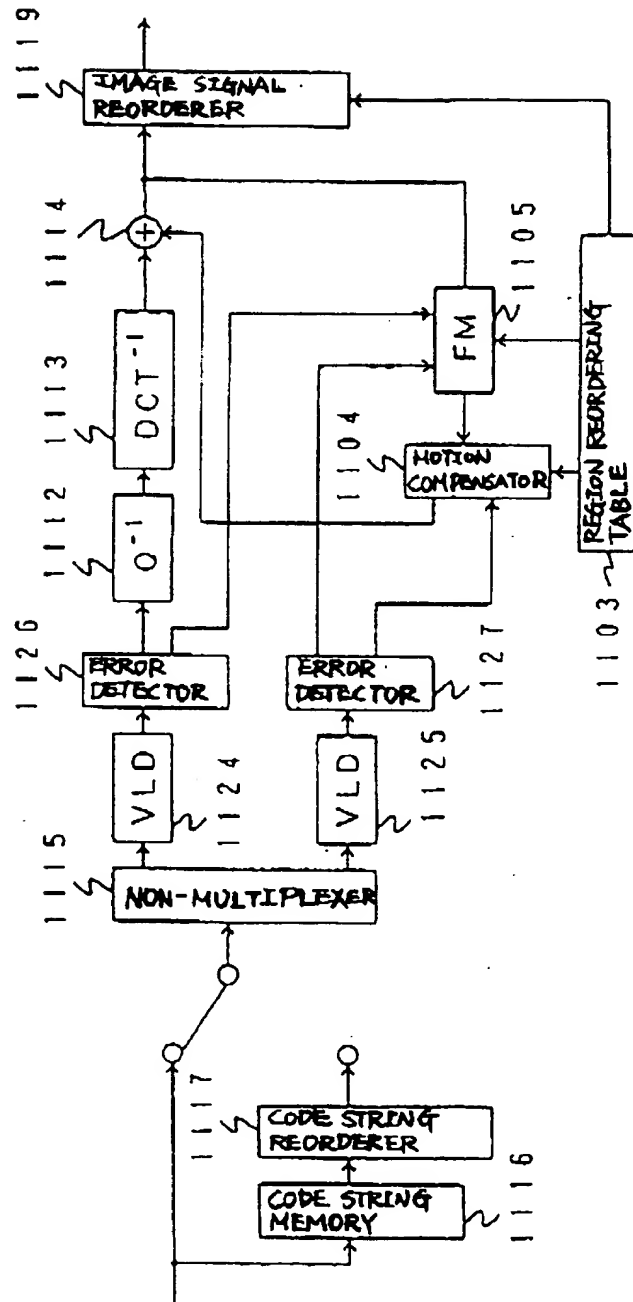 1119
IMAGE SIGNAL
REORDERER
1114
1113
DCT⁻¹
1112
Q⁻¹
1126
ERROR
DETECTOR
VLD
1124
1115
NON-MULTIPLEXER
1105
FM
1104
MOTION
COMPENSATOR
1127
ERROR
DETECTOR
VLD
1125
REGION REORDERING
TABLE
1103
1117
CODE STRING
REORDERER
CODE STRING
MEMORY
1116